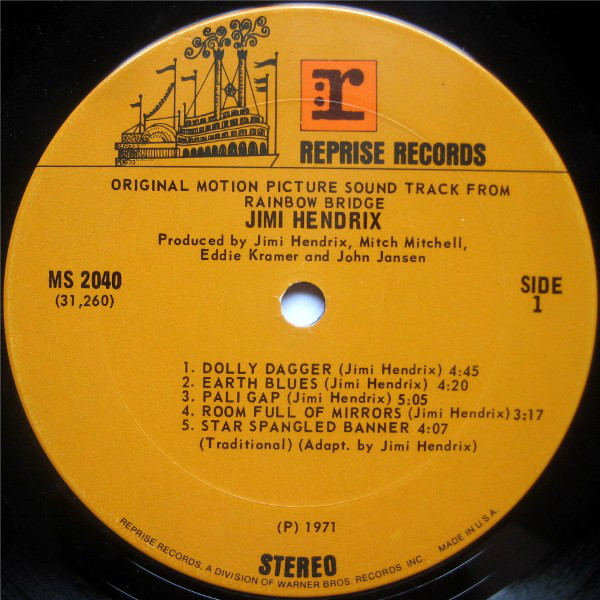 r
REPRISE RECORDS
ORIGINAL MOTION PICTURE SOUND TRACK FROM
RAINBOW BRIDGE
JIMI HENDRIX
Produced by Jimi Hendrix, Mitch Mitchell,
Eddie Kramer and John Jansen
MS 2040
(31,260)
SIDE
1
1. DOLLY DAGGER (Jimi Hendrix) 4:45
2. EARTH BLUES (Jimi Hendrix) 4:20
3. PALI GAP (Jimi Hendrix) 5:05
4. ROOM FULL OF MIRRORS (Jimi Hendrix) 3:17
5. STAR SPANGLED BANNER 4:07
(Traditional) (Adapt. by Jimi Hendrix)
(P) 1971
STEREO
REPRISE RECORDS, A DIVISION OF WARNER BROS. RECORDS INC. MADE IN U.S.A.